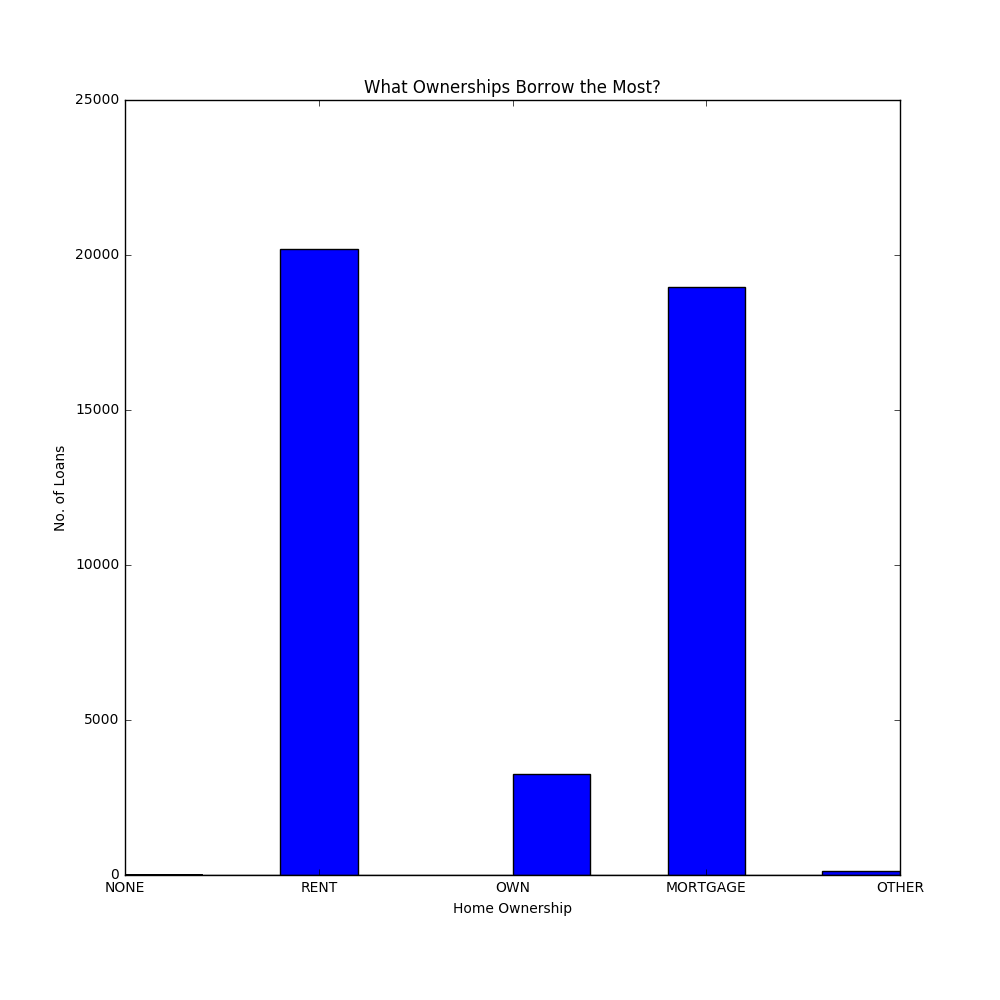 What Ownerships Borrow the Most?
25000
20000
15000
10000
5000
0
No. of Loans
NONE RENT OWN MORTGAGE OTHER
Home Ownership